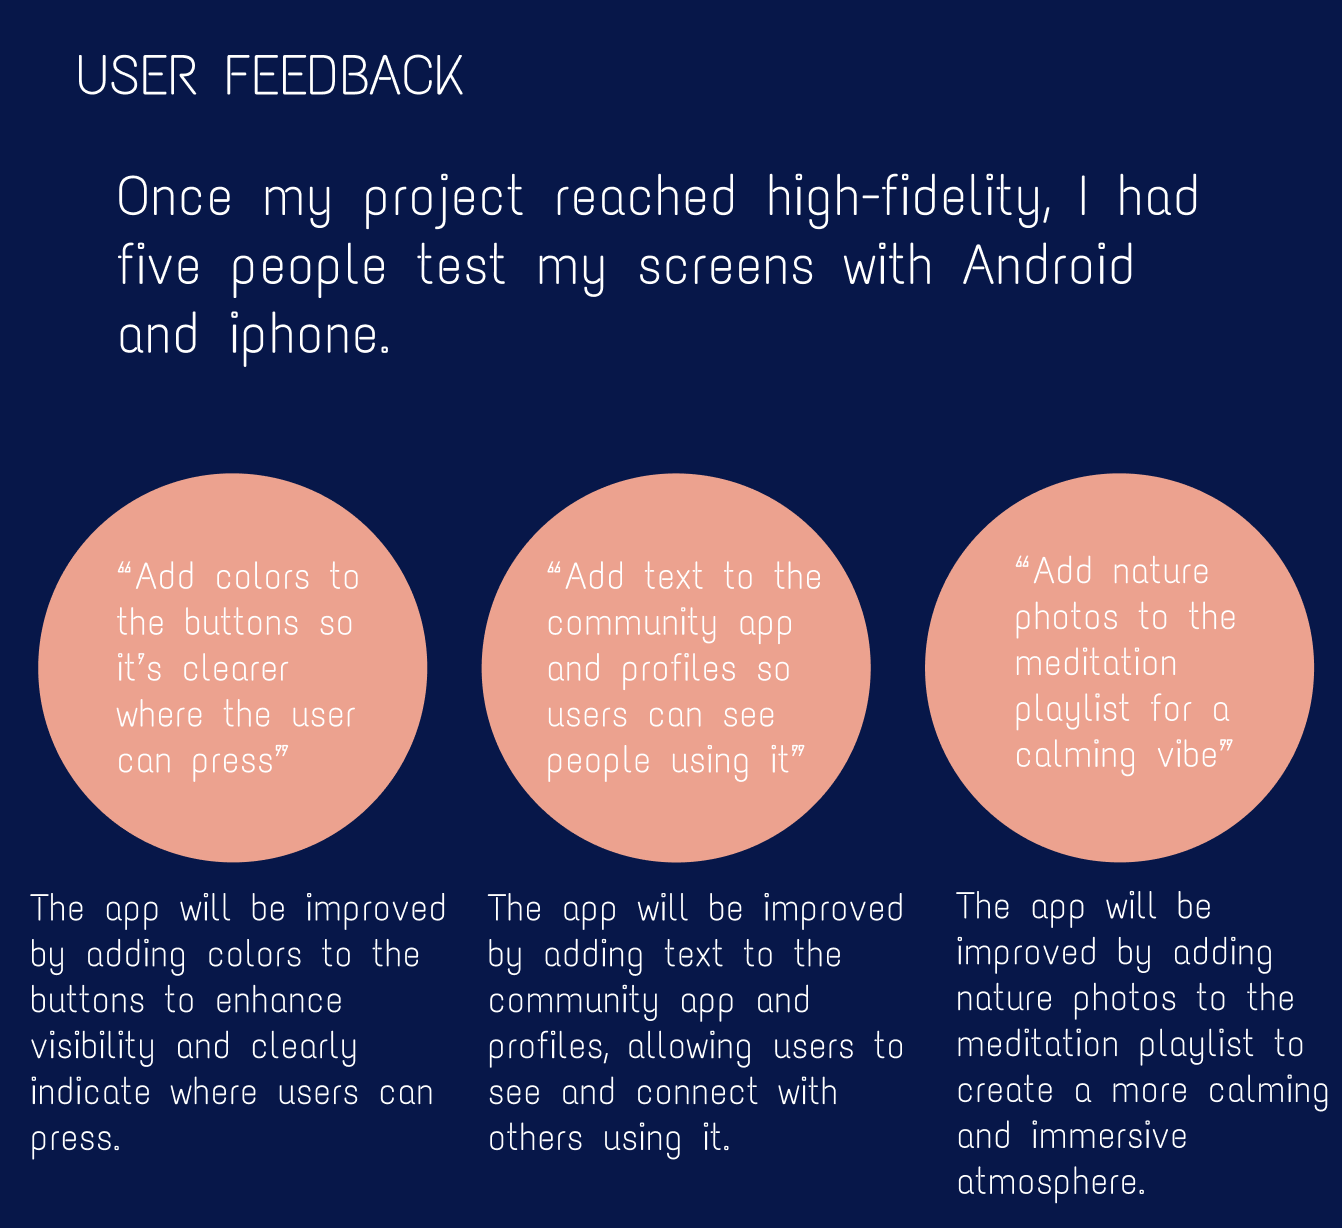 USER FEEDBACK
Once my project reached high-fidelity, I had
five people test my screens with Android
and iphone.
“Add colors to
the buttons so
it’s clearer
where the user
can press”
“Add text to the
community app
and profiles so
users can see
people using it”
“Add nature
photos to the
meditation
playlist for a
calming vibe”
The app will be improved
by adding colors to the
buttons to enhance
visibility and clearly
indicate where users can
press.
The app will be improved
by adding text to the
community app and
profiles, allowing users to
see and connect with
others using it.
The app will be
improved by adding
nature photos to the
meditation playlist to
create a more calming
and immersive
atmosphere.